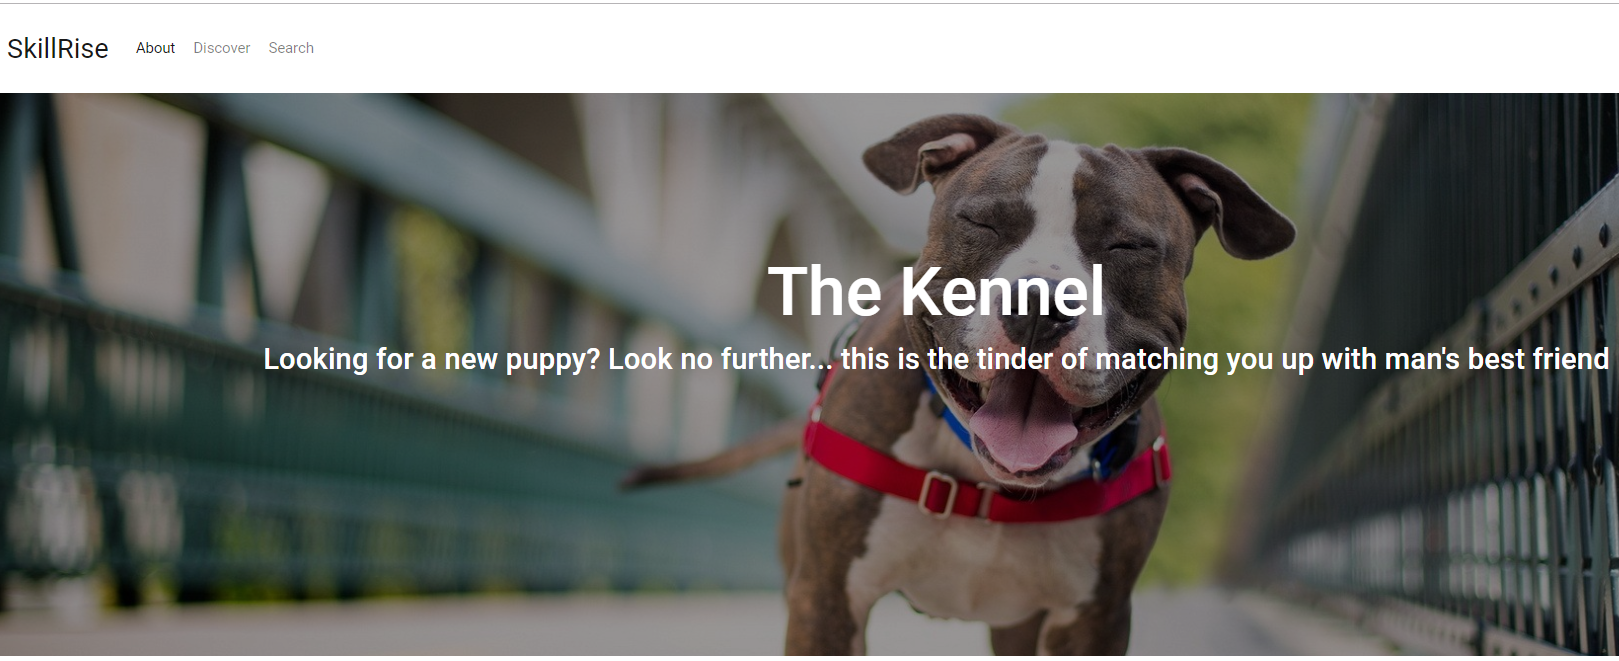 SkillRise About Discover Search
The Kennel
Looking for a new puppy? Look no further... this is the tinder of matching you up with man's best friend